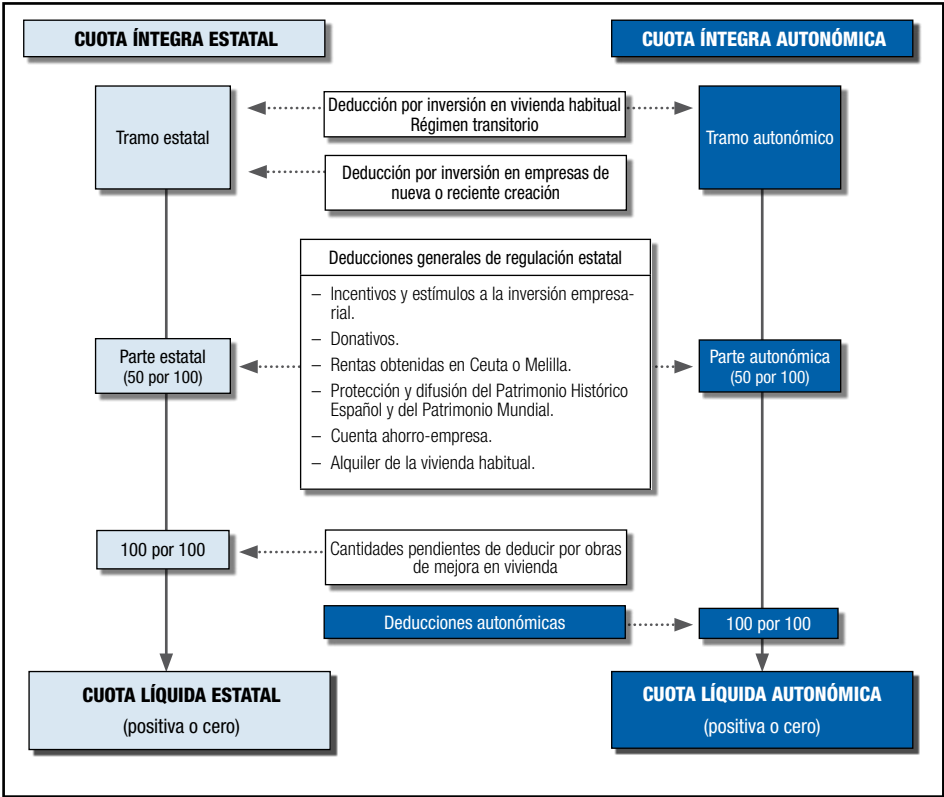 CUOTA ÍNTEGRA ESTATAL
CUOTA ÍNTEGRA AUTONÓMICA
Tramo estatal
Deducción por inversión en vivienda habitual
Régimen transitorio
Tramo autonómico
Deducción por inversión en empresas de
nueva o reciente creación
Deducciones generales de regulación estatal
– Incentivos y estímulos a la inversión empresa-
rial.
– Donativos.
– Rentas obtenidas en Ceuta o Melilla.
– Protección y difusión del Patrimonio Histórico
Español y del Patrimonio Mundial.
– Cuenta ahorro-empresa.
– Alquiler de la vivienda habitual.
Parte estatal
(50 por 100)
Parte autonómica
(50 por 100)
100 por 100
Cantidades pendientes de deducir por obras
de mejora en vivienda
Deducciones autonómicas
100 por 100
CUOTA LÍQUIDA ESTATAL
(positiva o cero)
CUOTA LÍQUIDA AUTONÓMICA
(positiva o cero)